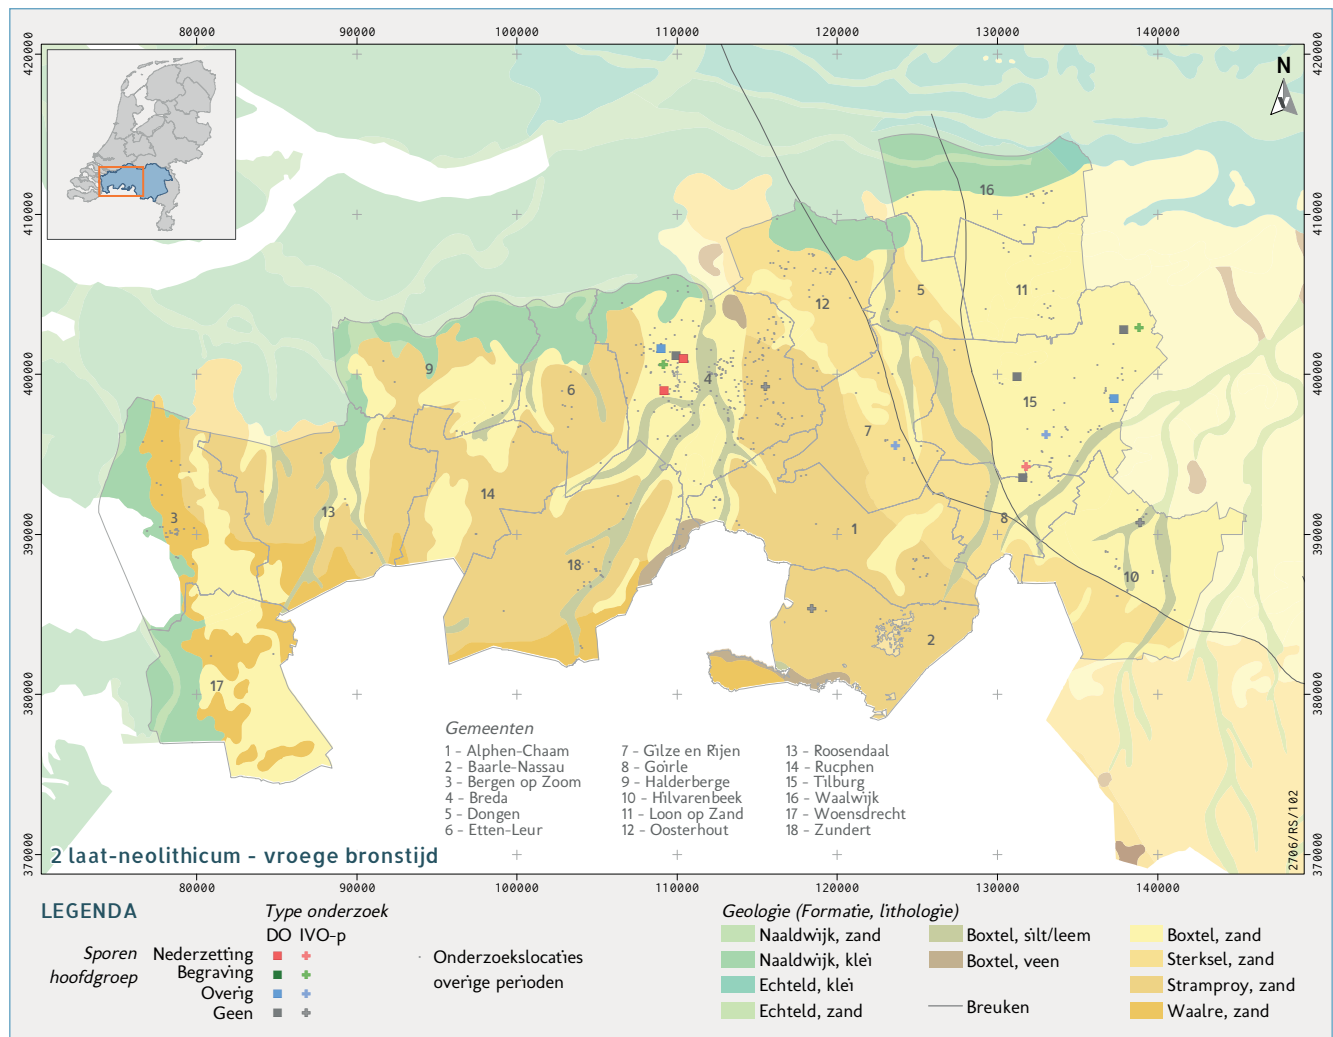 80000 90000 100000 110000 120000 130000 140000
420000 420000
N
16
410000 410000
12 5 11
400000 400000
9 6 4 7 15
3 13 14 1 8
390000 390000
18 10
2
17
380000 380000
Gemeenten
1 - Alphen-Chaam
2 - Baarle-Nassau
3 - Bergen op Zoom
4 - Breda
5 - Dongen
6 - Etten-Leur
7 - Gilze en Rijen
8 - Goirle
9 - Halderberge
10 - Hilvarenbeek
11 - Loon op Zand
12 - Oosterhout
13 - Roosendaal
14 - Rucphen
15 - Tilburg
16 - Waalwijk
17 - Woensdrecht
18 - Zundert
2706/RS/102
370000 370000
2 laat-neolithicum - vroege bronstijd
80000 90000 100000 110000 120000 130000 140000
LEGENDA
Type onderzoek
DO IVO-p
Sporen hoofdgroep
Nederzetting
Begraving
Overig
Geen
Onderzoekslocaties
overige perioden
Geologie (Formatie, lithologie)
Naaldwijk, zand
Naaldwijk, klei
Echteld, klei
Echteld, zand
Boxtel, silt/leem
Boxtel, veen
Breuken
Boxtel, zand
Sterksel, zand
Stramproy, zand
Waalre, zand